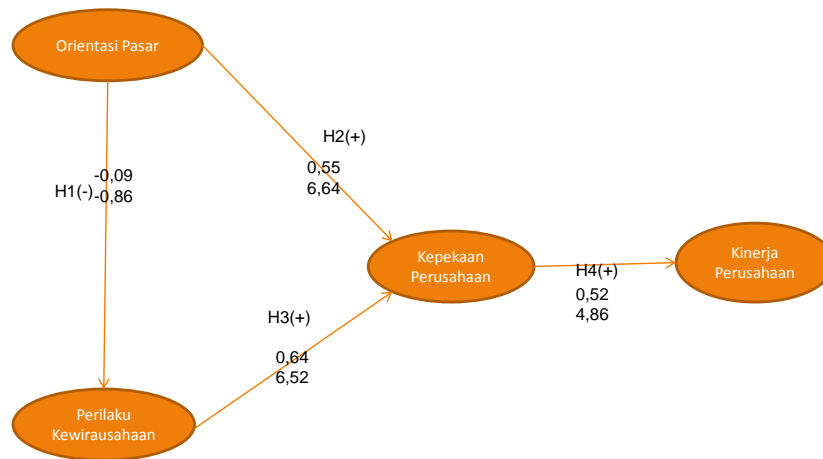 Orientasi Pasar
H2(+)
0,55
6,64
-0,09
H1(-)
-0,86
Kepekaan
Perusahaan
Kinerja
Perusahaan
H4(+)
0,52
4,86
H3(+)
0,64
6,52
Perilaku
Kewirausahaan